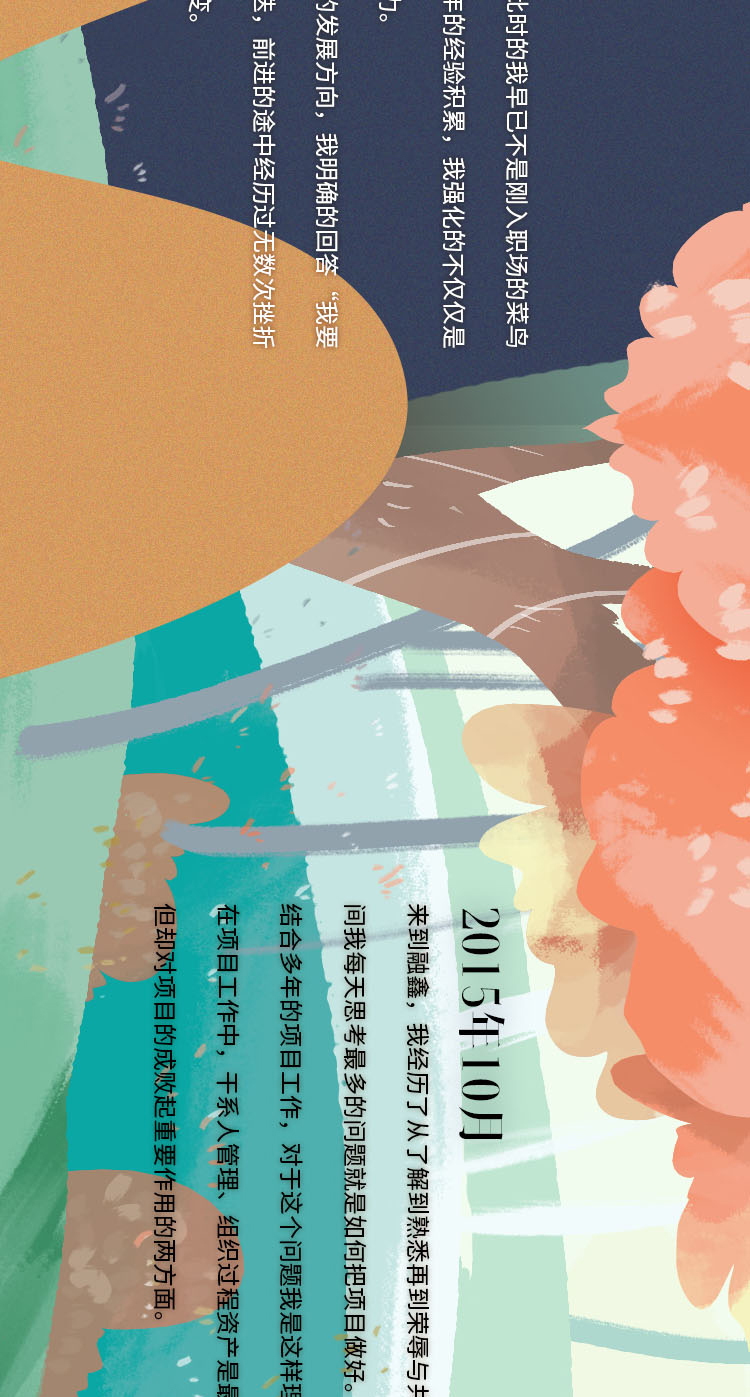 此时的我早已不是刚入职场的菜鸟
年的经验积累，我强化的不仅仅是
力。
的发展方向，我明确的回答“我要
迭，前进的途中经历过无数次挫折
变。
2015年10月
来到融鑫，我经历了从了解到熟悉再到荣辱与共
间我每天思考最多的问题就是如何把项目做好。
结合多年的项目工作，对于这个问题我是这样理
在项目工作中，干系人管理、组织过程资产是最
但却对项目的成败起重要作用的两方面。